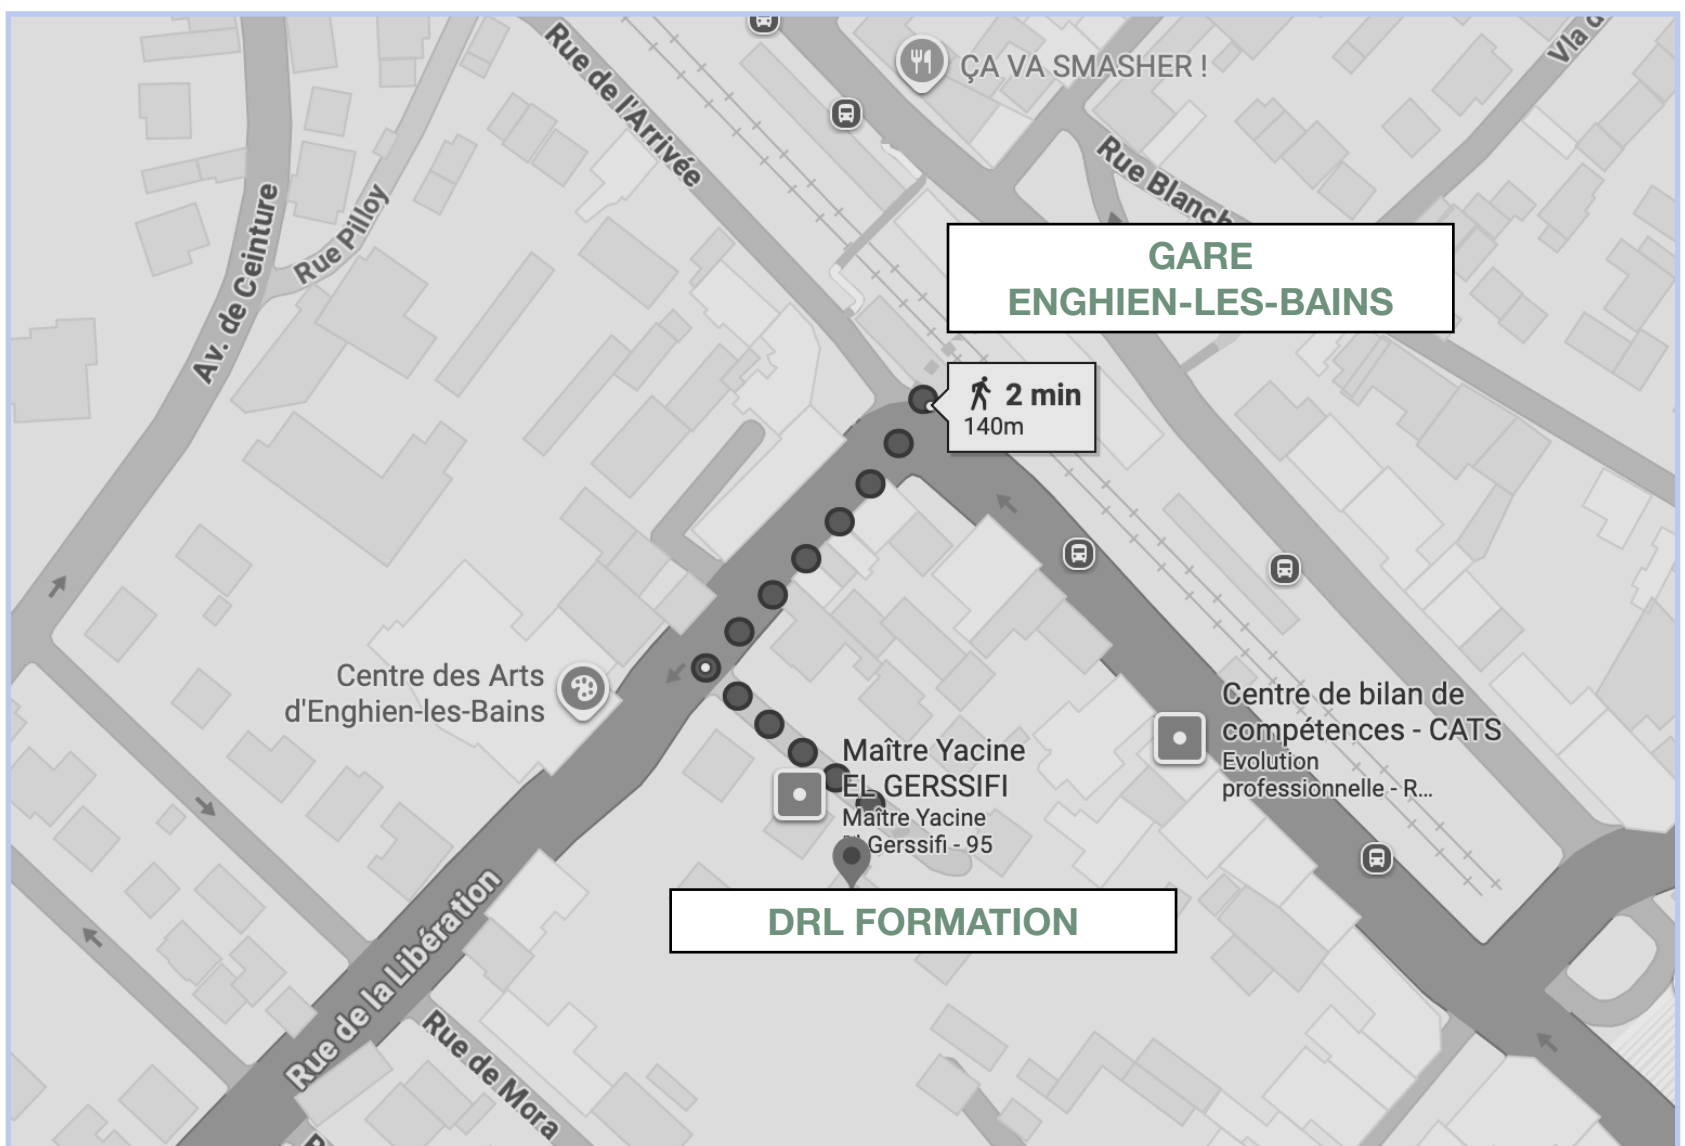 Rue de l'Arrivée
ÇA VA SMASHER !
Rue Blanch
Av. de Ceinture
Rue Pilloy
GARE
ENGHIEN-LES-BAINS
2 min
140m
Centre des Arts
d'Enghien-les-Bains
Centre de bilan de
compétences - CATS
Evolution
professionnelle - R...
Maître Yacine
EL GERSSIFI
Maître Yacine
Gerssifi - 95
DRL FORMATION
Rue de la Libération
Rue de Mora